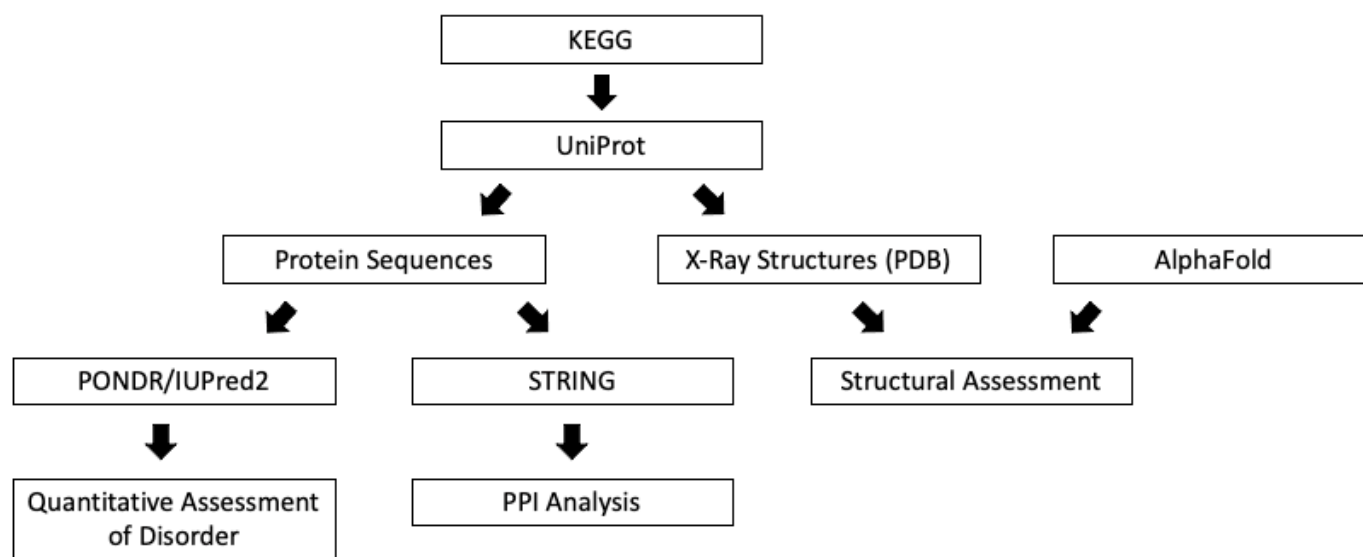 KEGG
UniProt
Protein Sequences
X-Ray Structures (PDB)
AlphaFold
PONDR/IUPred2
STRING
Structural Assessment
Quantitative Assessment
of Disorder
PPI Analysis